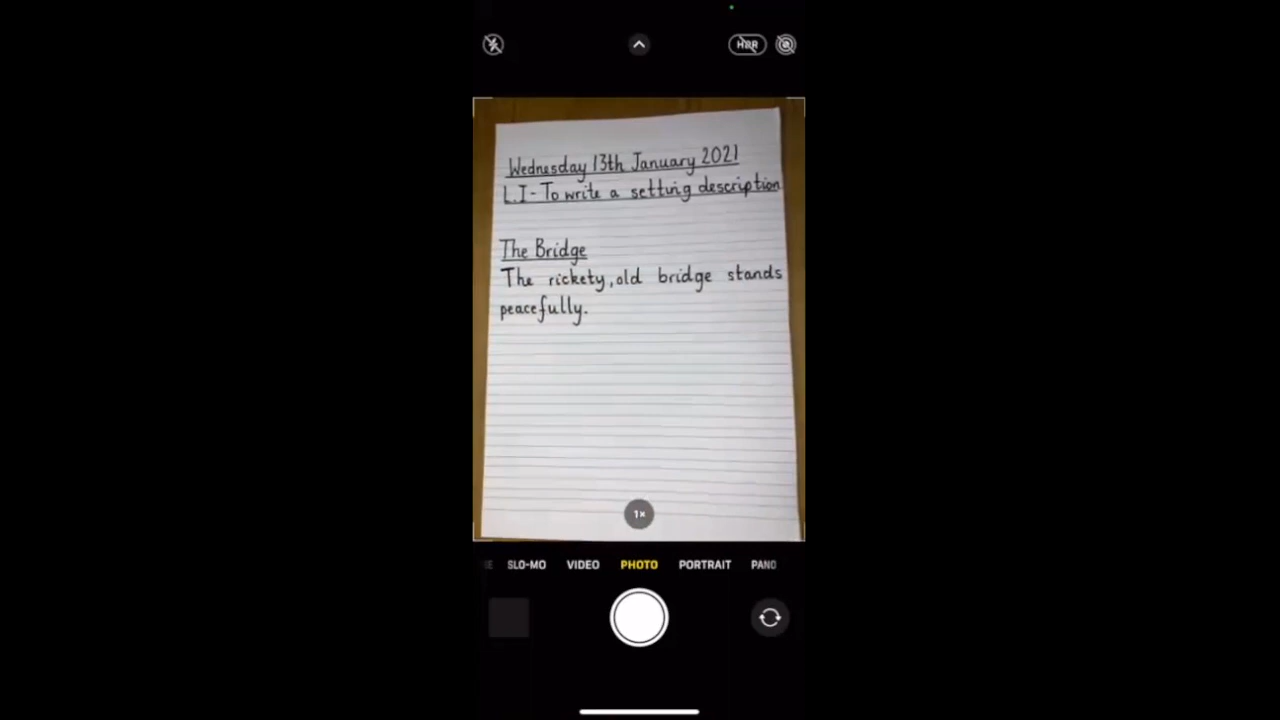 HDR
Wednesday 13th January 2021
L.I- To write a setting description
The Bridge
The rickety, old bridge stands
peacefully.
1×
SLO-MO VIDEO PHOTO PORTRAIT PANO